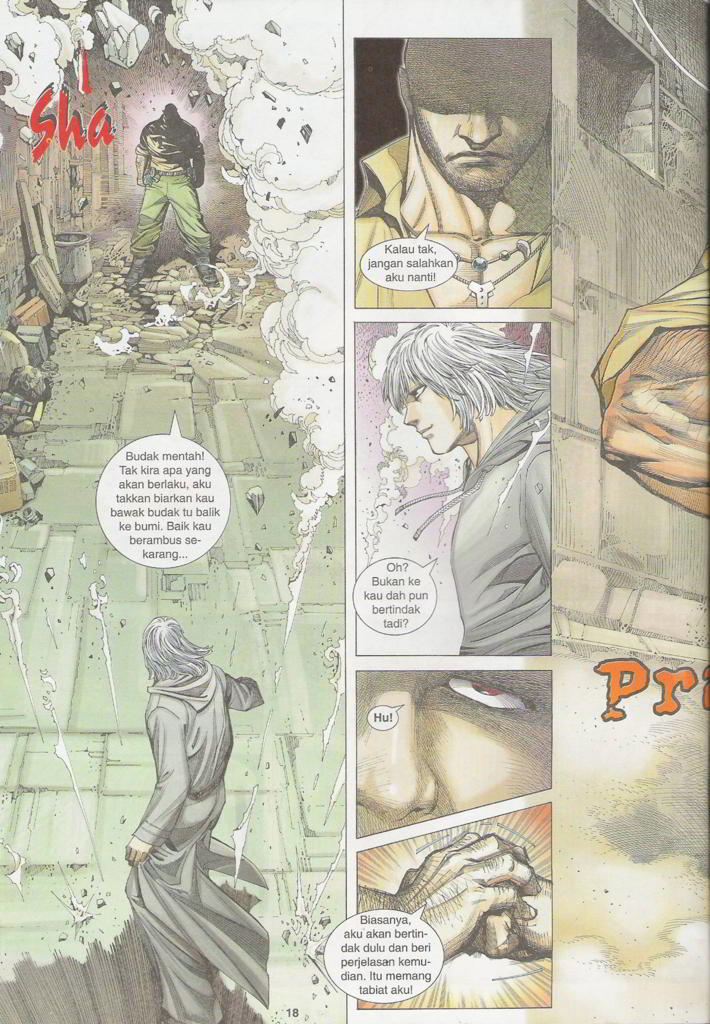 Sha
Budak mentah!
Tak kira apa yang
akan berlaku, aku
takkan biarkan kau
bawak budak tu balik
ke bumi. Baik kau
berambus se-
karang...
Kalau tak,
jangan salahkan
aku nanti!
Oh?
Bukan ke
kau dah pun
bertindak
tadi?
Hu!
Biasanya,
aku akan bertin-
dak dulu dan beri
perjelasan kemu-
dian. Itu memang
tabiat aku!
Pra
18